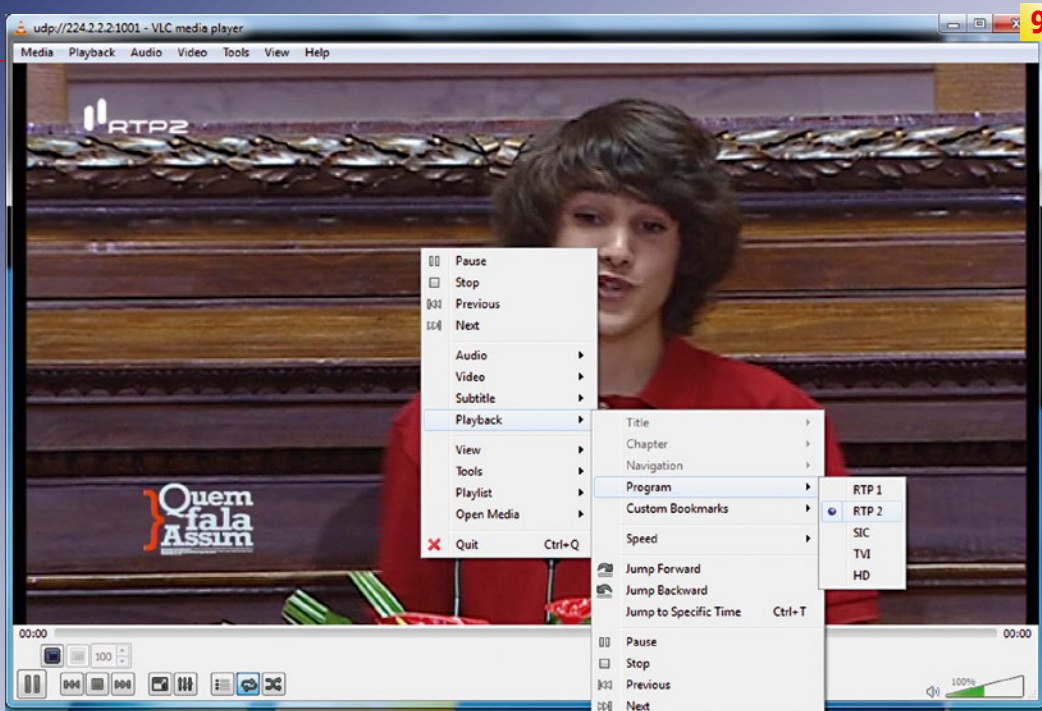 udp://224.2.2.2:1001 - VLC media player
9
Media Playback Audio Video Tools View Help
RTP2
Pause
Stop
Previous
Next
Audio
Video
Subtitle
Playback
View
Tools
Playlist
Open Media
Quit Ctrl+Q
Title
Chapter
Navigation
Program
Custom Bookmarks
Speed
Jump Forward
Jump Backward
Jump to Specific Time Ctrl+T
Pause
Stop
Previous
Next
RTP 1
RTP 2
SIC
TVI
HD
Quem
fala
Assim
00:00 00:00
100
100%